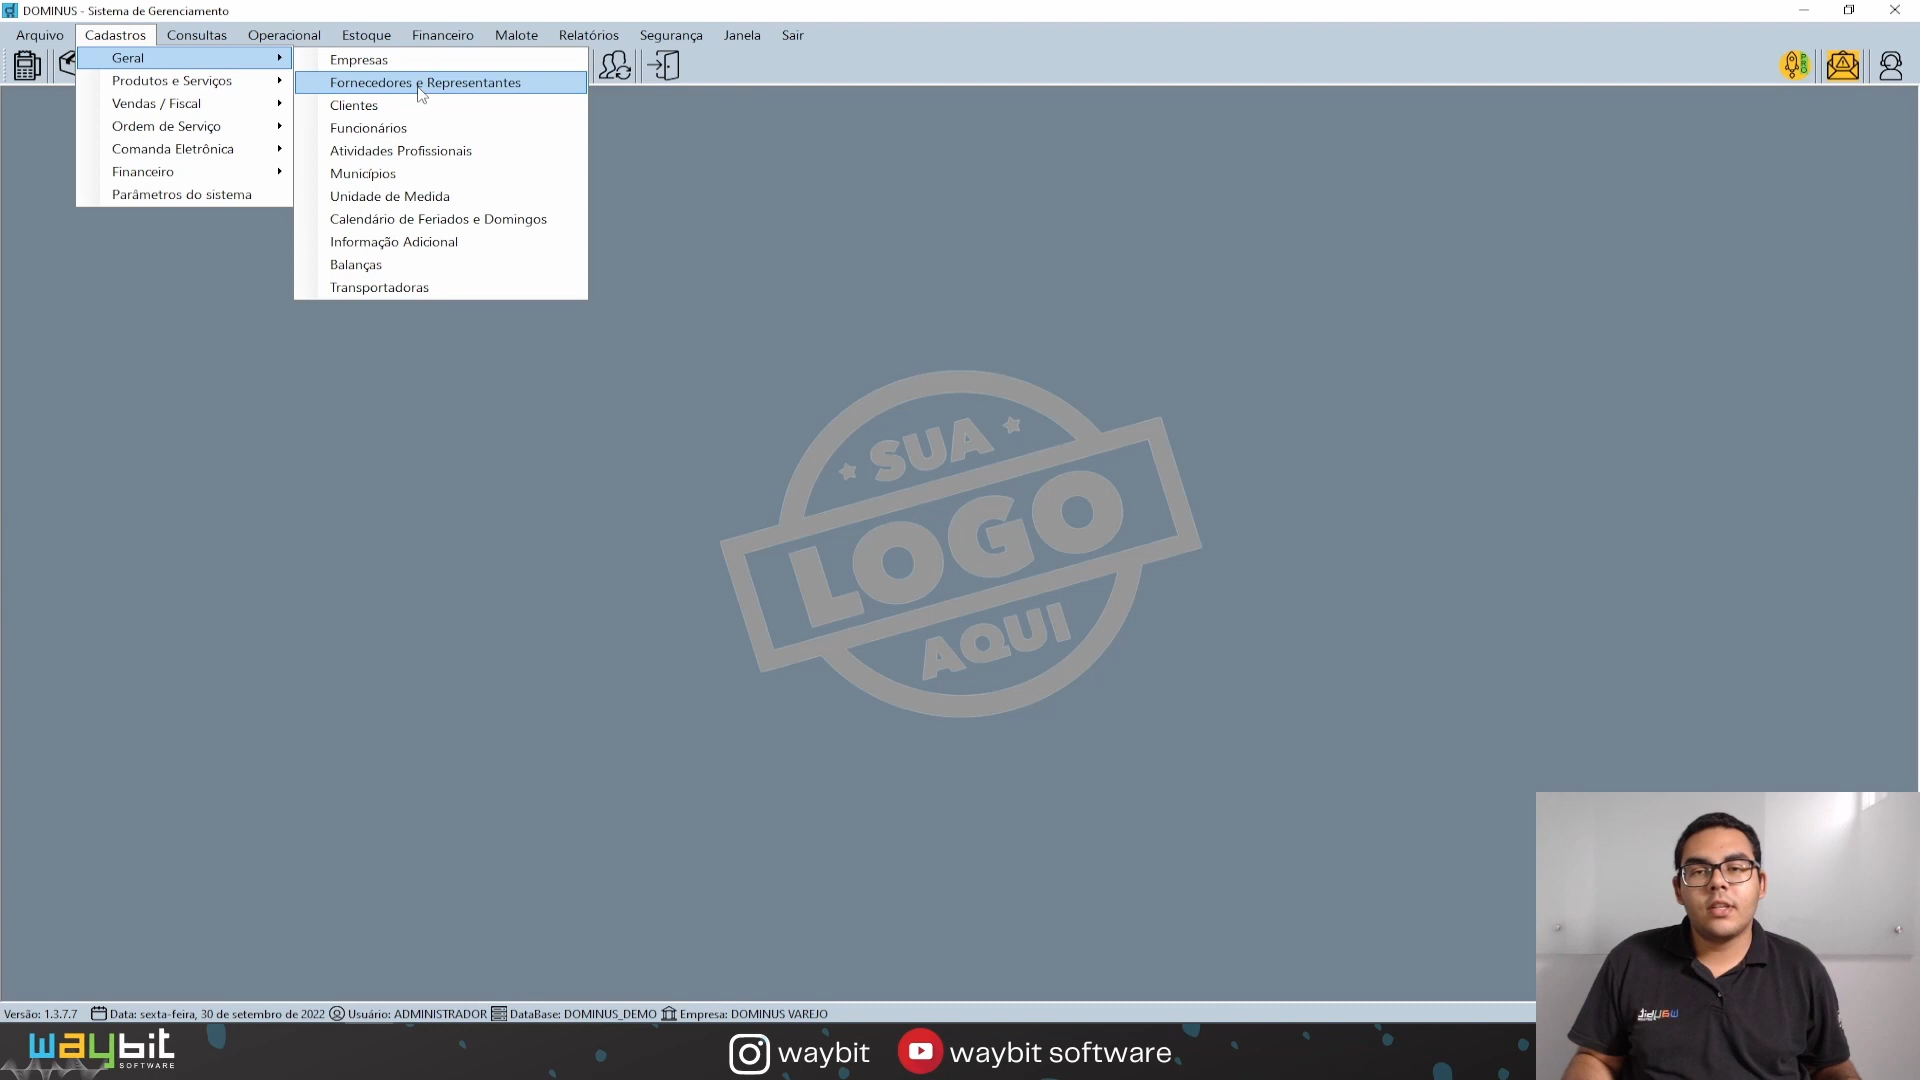 DOMINUS - Sistema de Gerenciamento
Arquivo Cadastros Consultas Operacional Estoque Financeiro Malote Relatórios Segurança Janela Sair
Geral
Produtos e Serviços
Vendas / Fiscal
Ordem de Serviço
Comanda Eletrônica
Financeiro
Parâmetros do sistema
Empresas
Fornecedores e Representantes
Clientes
Funcionários
Atividades Profissionais
Municípios
Unidade de Medida
Calendário de Feriados e Domingos
Informação Adicional
Balanças
Transportadoras
PRG
SUA
LOGO
AQUI
waybit
Versão: 1.3.7.7 Data: sexta-feira, 30 de setembro de 2022 Usuário: ADMINISTRADOR DataBase: DOMINUS_DEMO Empresa: DOMINUS VAREJO
waybit
SOFTWARE
waybit
waybit software